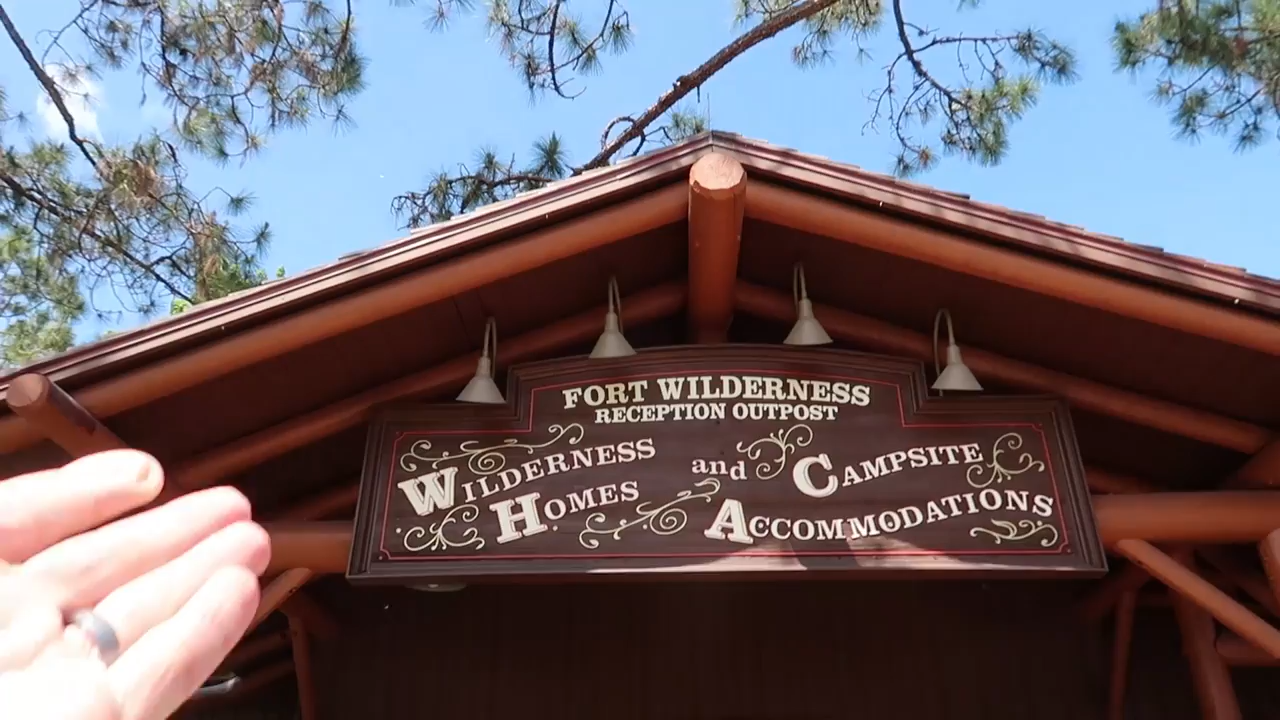 FORT WILDERNESS
RECEPTION OUTPOST
WILDERNESS HOMES
and
CAMPSITE ACCOMMODATIONS